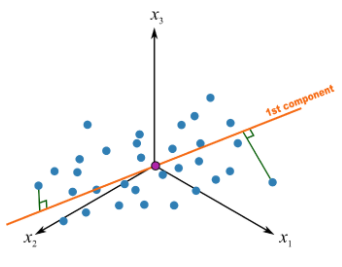 x3
1st component
x2
x1